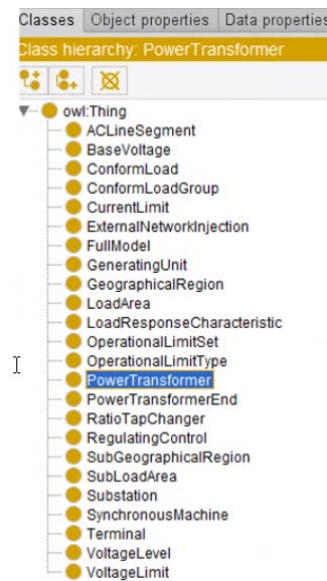 Classes Object properties Data properties
Class hierarchy: PowerTransformer
owl:Thing
ACLineSegment
BaseVoltage
ConformLoad
ConformLoadGroup
CurrentLimit
ExternalNetworkInjection
FullModel
GeneratingUnit
GeographicalRegion
LoadArea
LoadResponseCharacteristic
OperationalLimitSet
OperationalLimitType
PowerTransformer
PowerTransformerEnd
RatioTapChanger
RegulatingControl
SubGeographicalRegion
SubLoadArea
Substation
SynchronousMachine
Terminal
VoltageLevel
VoltageLimit